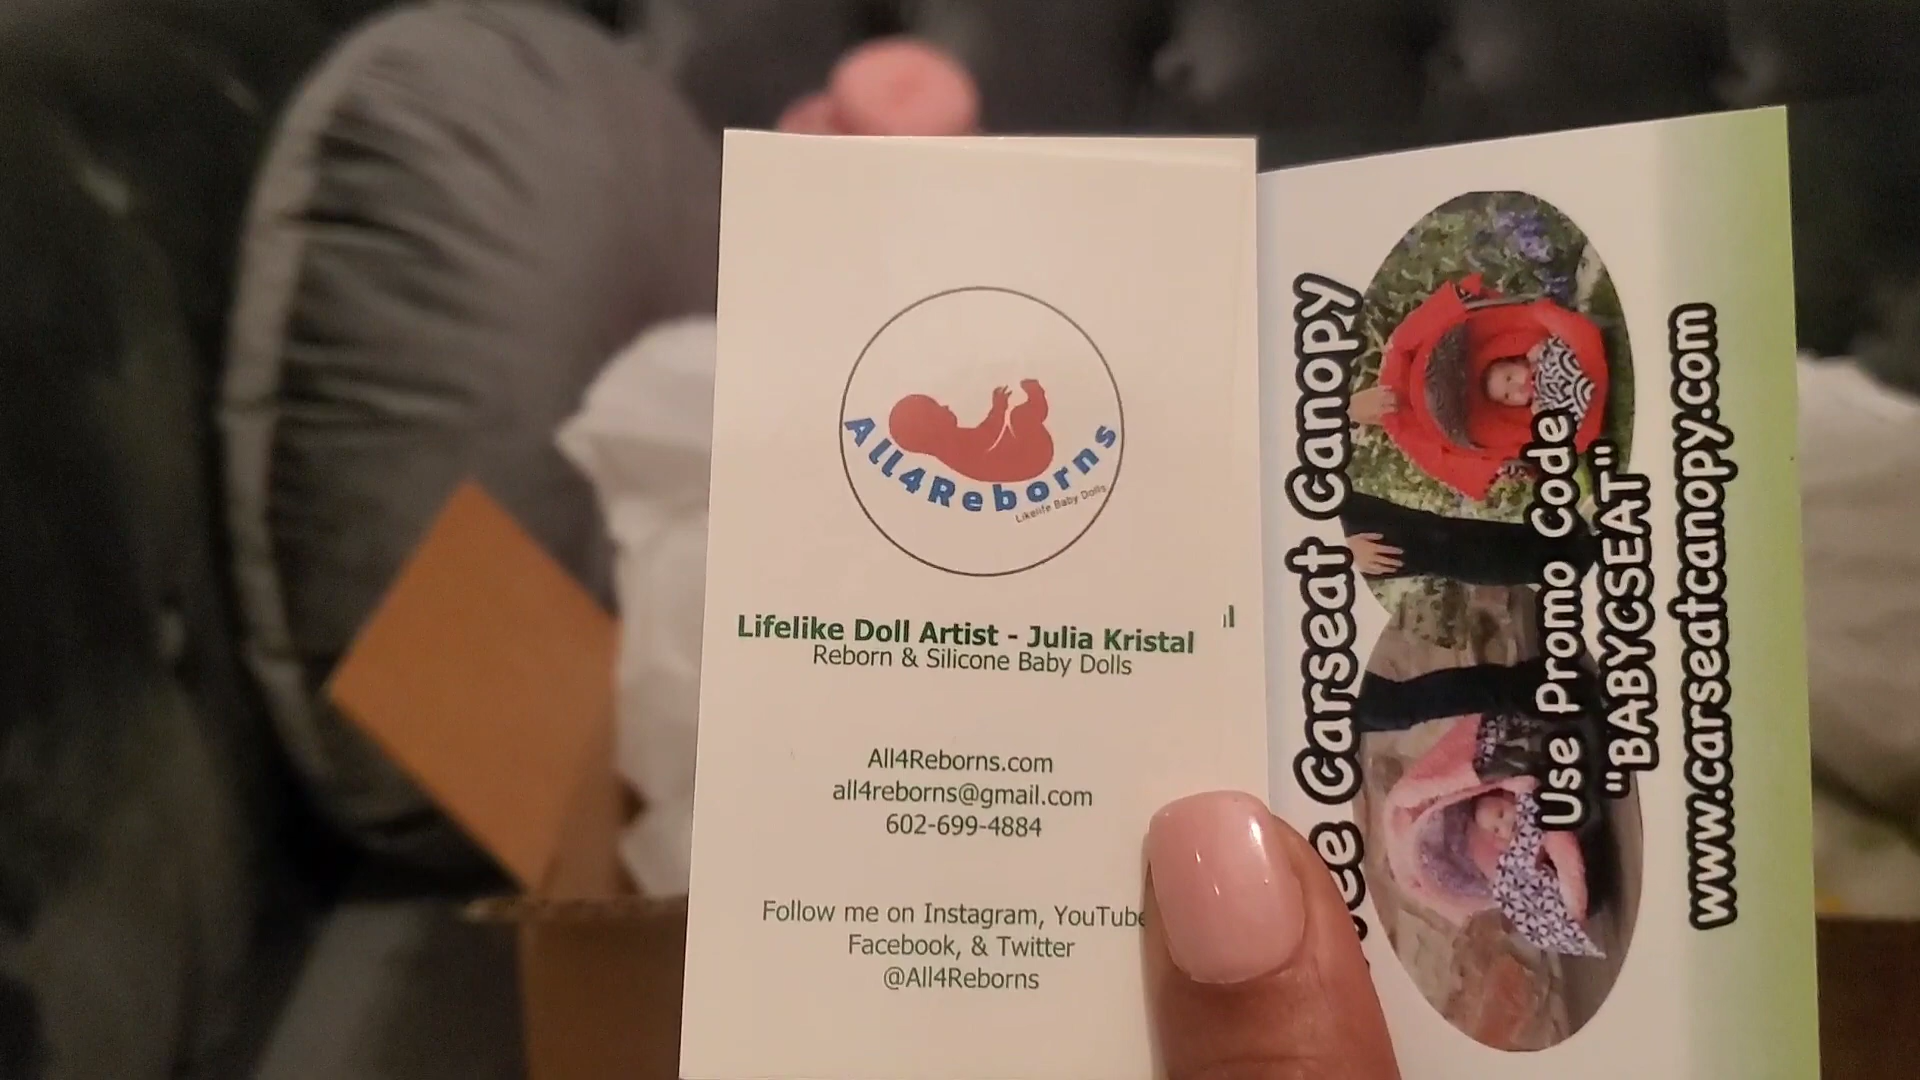 All4Reborns
Likelife Baby Dolls
Lifelike Doll Artist - Julia Kristal
Reborn & Silicone Baby Dolls
All4Reborns.com
all4reborns@gmail.com
602-699-4884
Follow me on Instagram, YouTube
Facebook, & Twitter
@All4Reborns
Carseat Canopy
Use Promo Code
"BABYCSEAT"
www.carseatcanopy.com